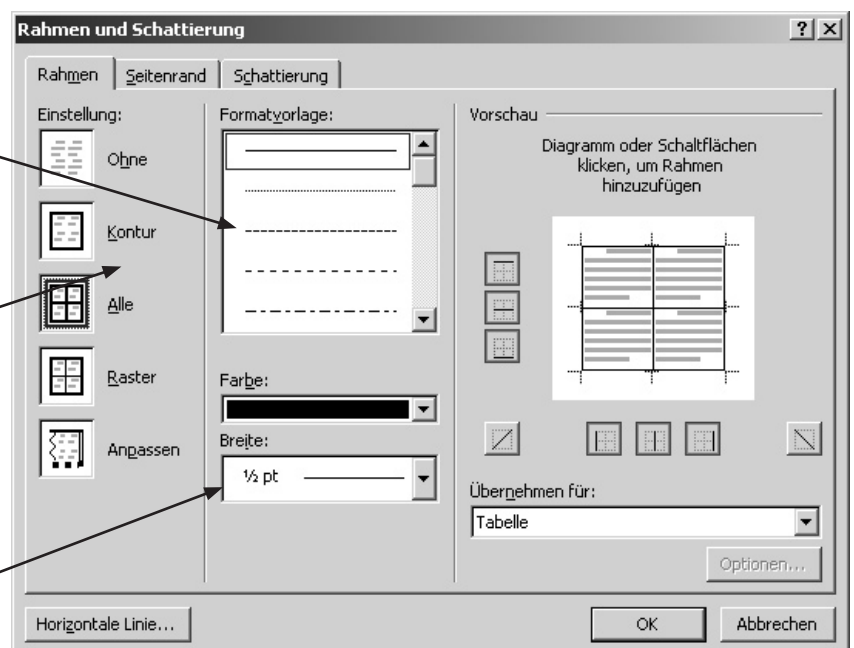 Rahmen und Schattierung
Rahmen
Seitenrand
Schattierung
Einstellung:
Ohne
Kontur
Alle
Raster
Anpassen
Formatvorlage:
Farbe:
Breite:
½ pt
Vorschau
Diagramm oder Schaltflächen
klicken, um Rahmen
hinzuzufügen
Übernehmen für:
Tabelle
Optionen...
Horizontale Linie...
OK
Abbrechen